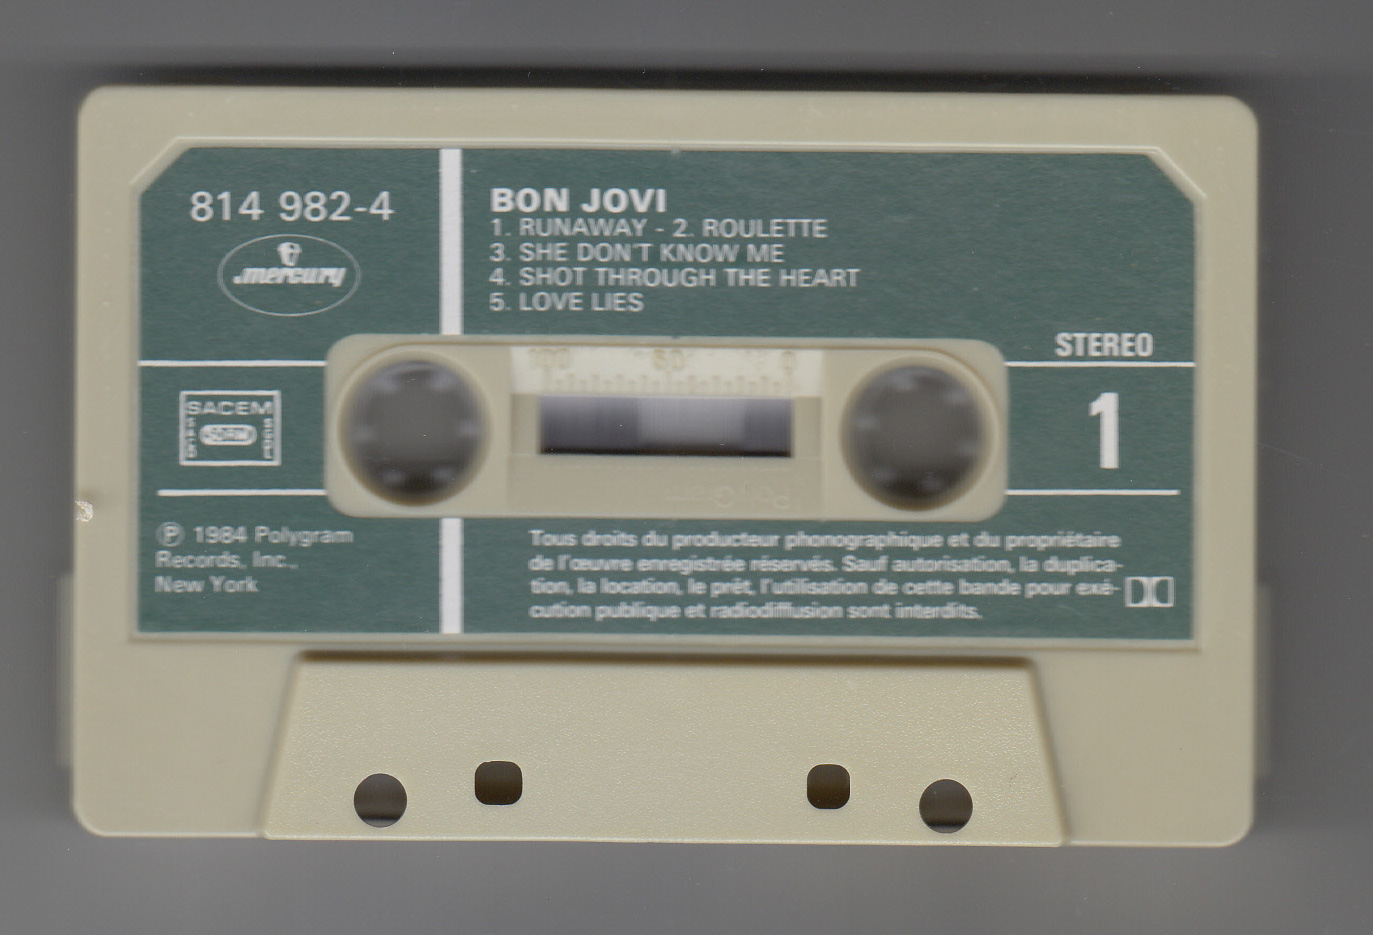 814 982-4
mercury
BON JOVI
1. RUNAWAY - 2. ROULETTE
3. SHE DON'T KNOW ME
4. SHOT THROUGH THE HEART
5. LOVE LIES
STEREO
100 50 0
SACEM
1
℗ 1984 Polygram
Records, Inc.,
New York
Tous droits du producteur phonographique et du propriétaire
de l'œuvre enregistrée réservés. Sauf autorisation, la duplica-
tion, la location, le prêt, l'utilisation de cette bande pour exé-
cution publique et radiodiffusion sont interdits.